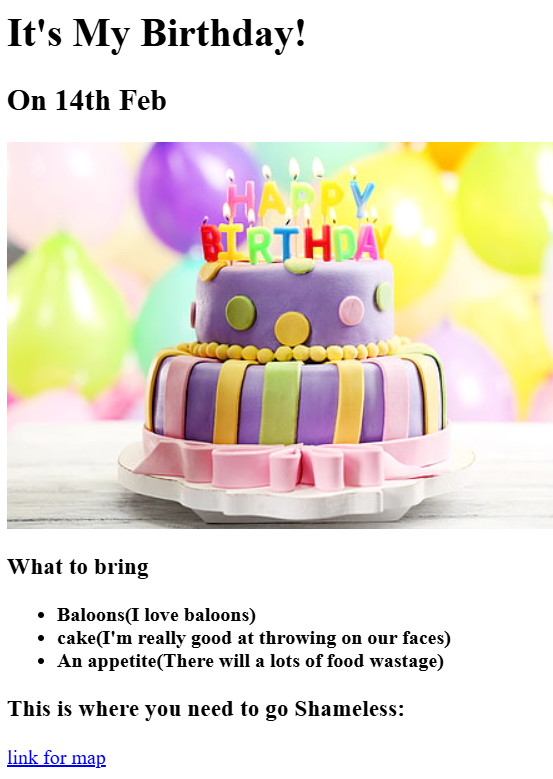 It's My Birthday!
On 14th Feb
HAPPY
BIRTHDAY
What to bring
Baloons(I love baloons)
cake(I'm really good at throwing on our faces)
An appetite(There will a lots of food wastage)
This is where you need to go Shameless:
link for map